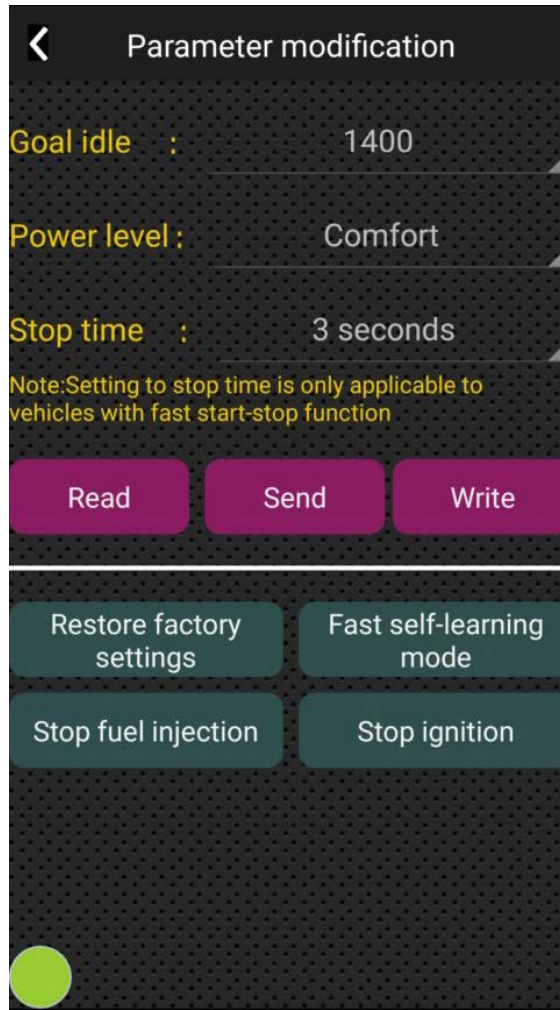 Parameter modification
Goal idle : 1400
Power level : Comfort
Stop time : 3 seconds
Note:Setting to stop time is only applicable to
vehicles with fast start-stop function
Read Send Write
Restore factory
settings
Fast self-learning
mode
Stop fuel injection
Stop ignition